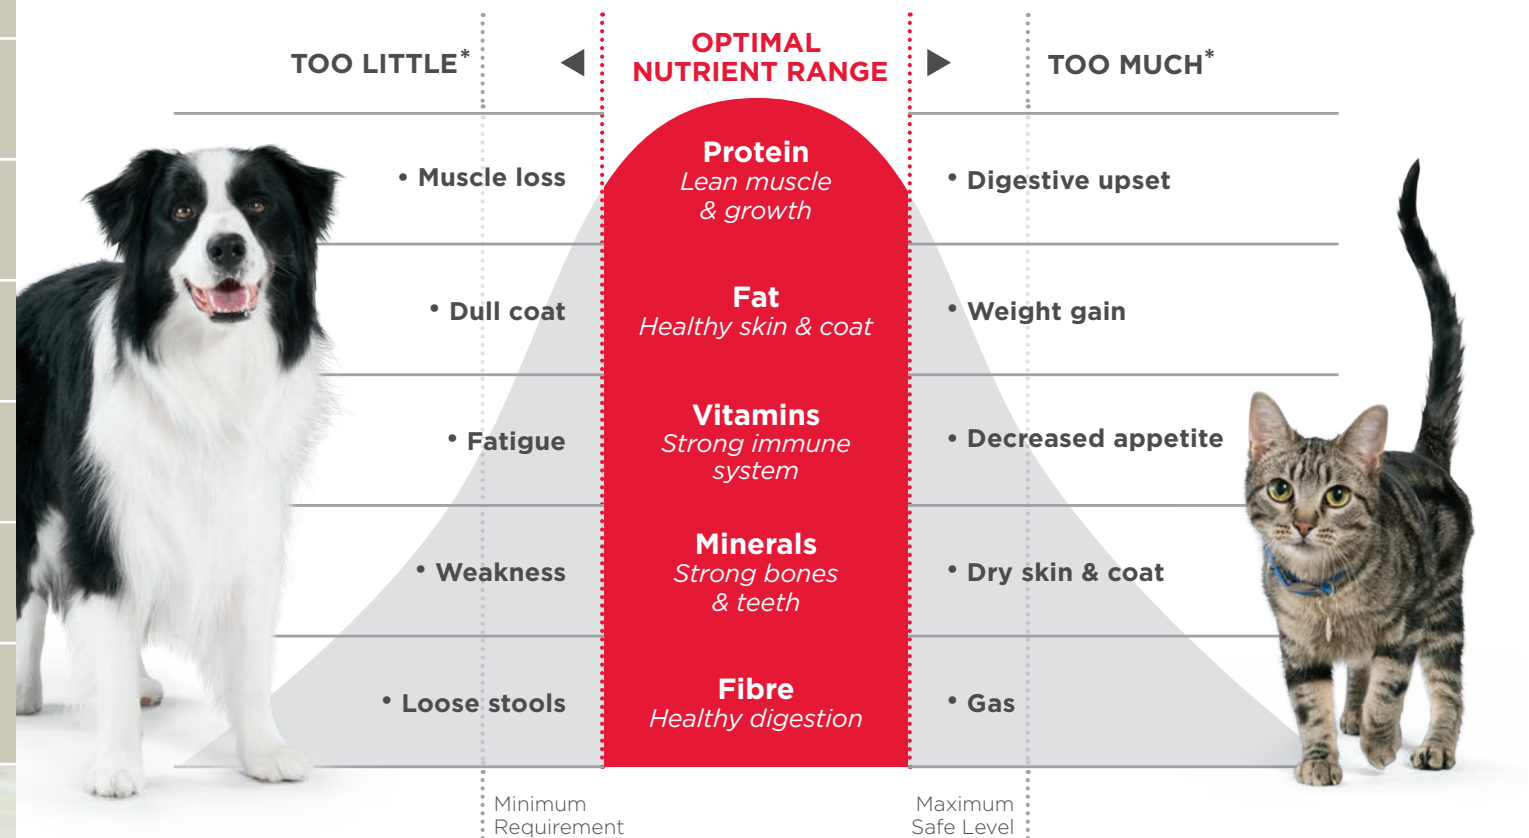 TOO LITTLE*
OPTIMAL
NUTRIENT RANGE
TOO MUCH*
• Muscle loss
Protein
Lean muscle
& growth
• Digestive upset
• Dull coat
Fat
Healthy skin & coat
• Weight gain
• Fatigue
Vitamins
Strong immune
system
• Decreased appetite
• Weakness
Minerals
Strong bones
& teeth
• Dry skin & coat
• Loose stools
Fibre
Healthy digestion
• Gas
Minimum
Requirement
Maximum
Safe Level